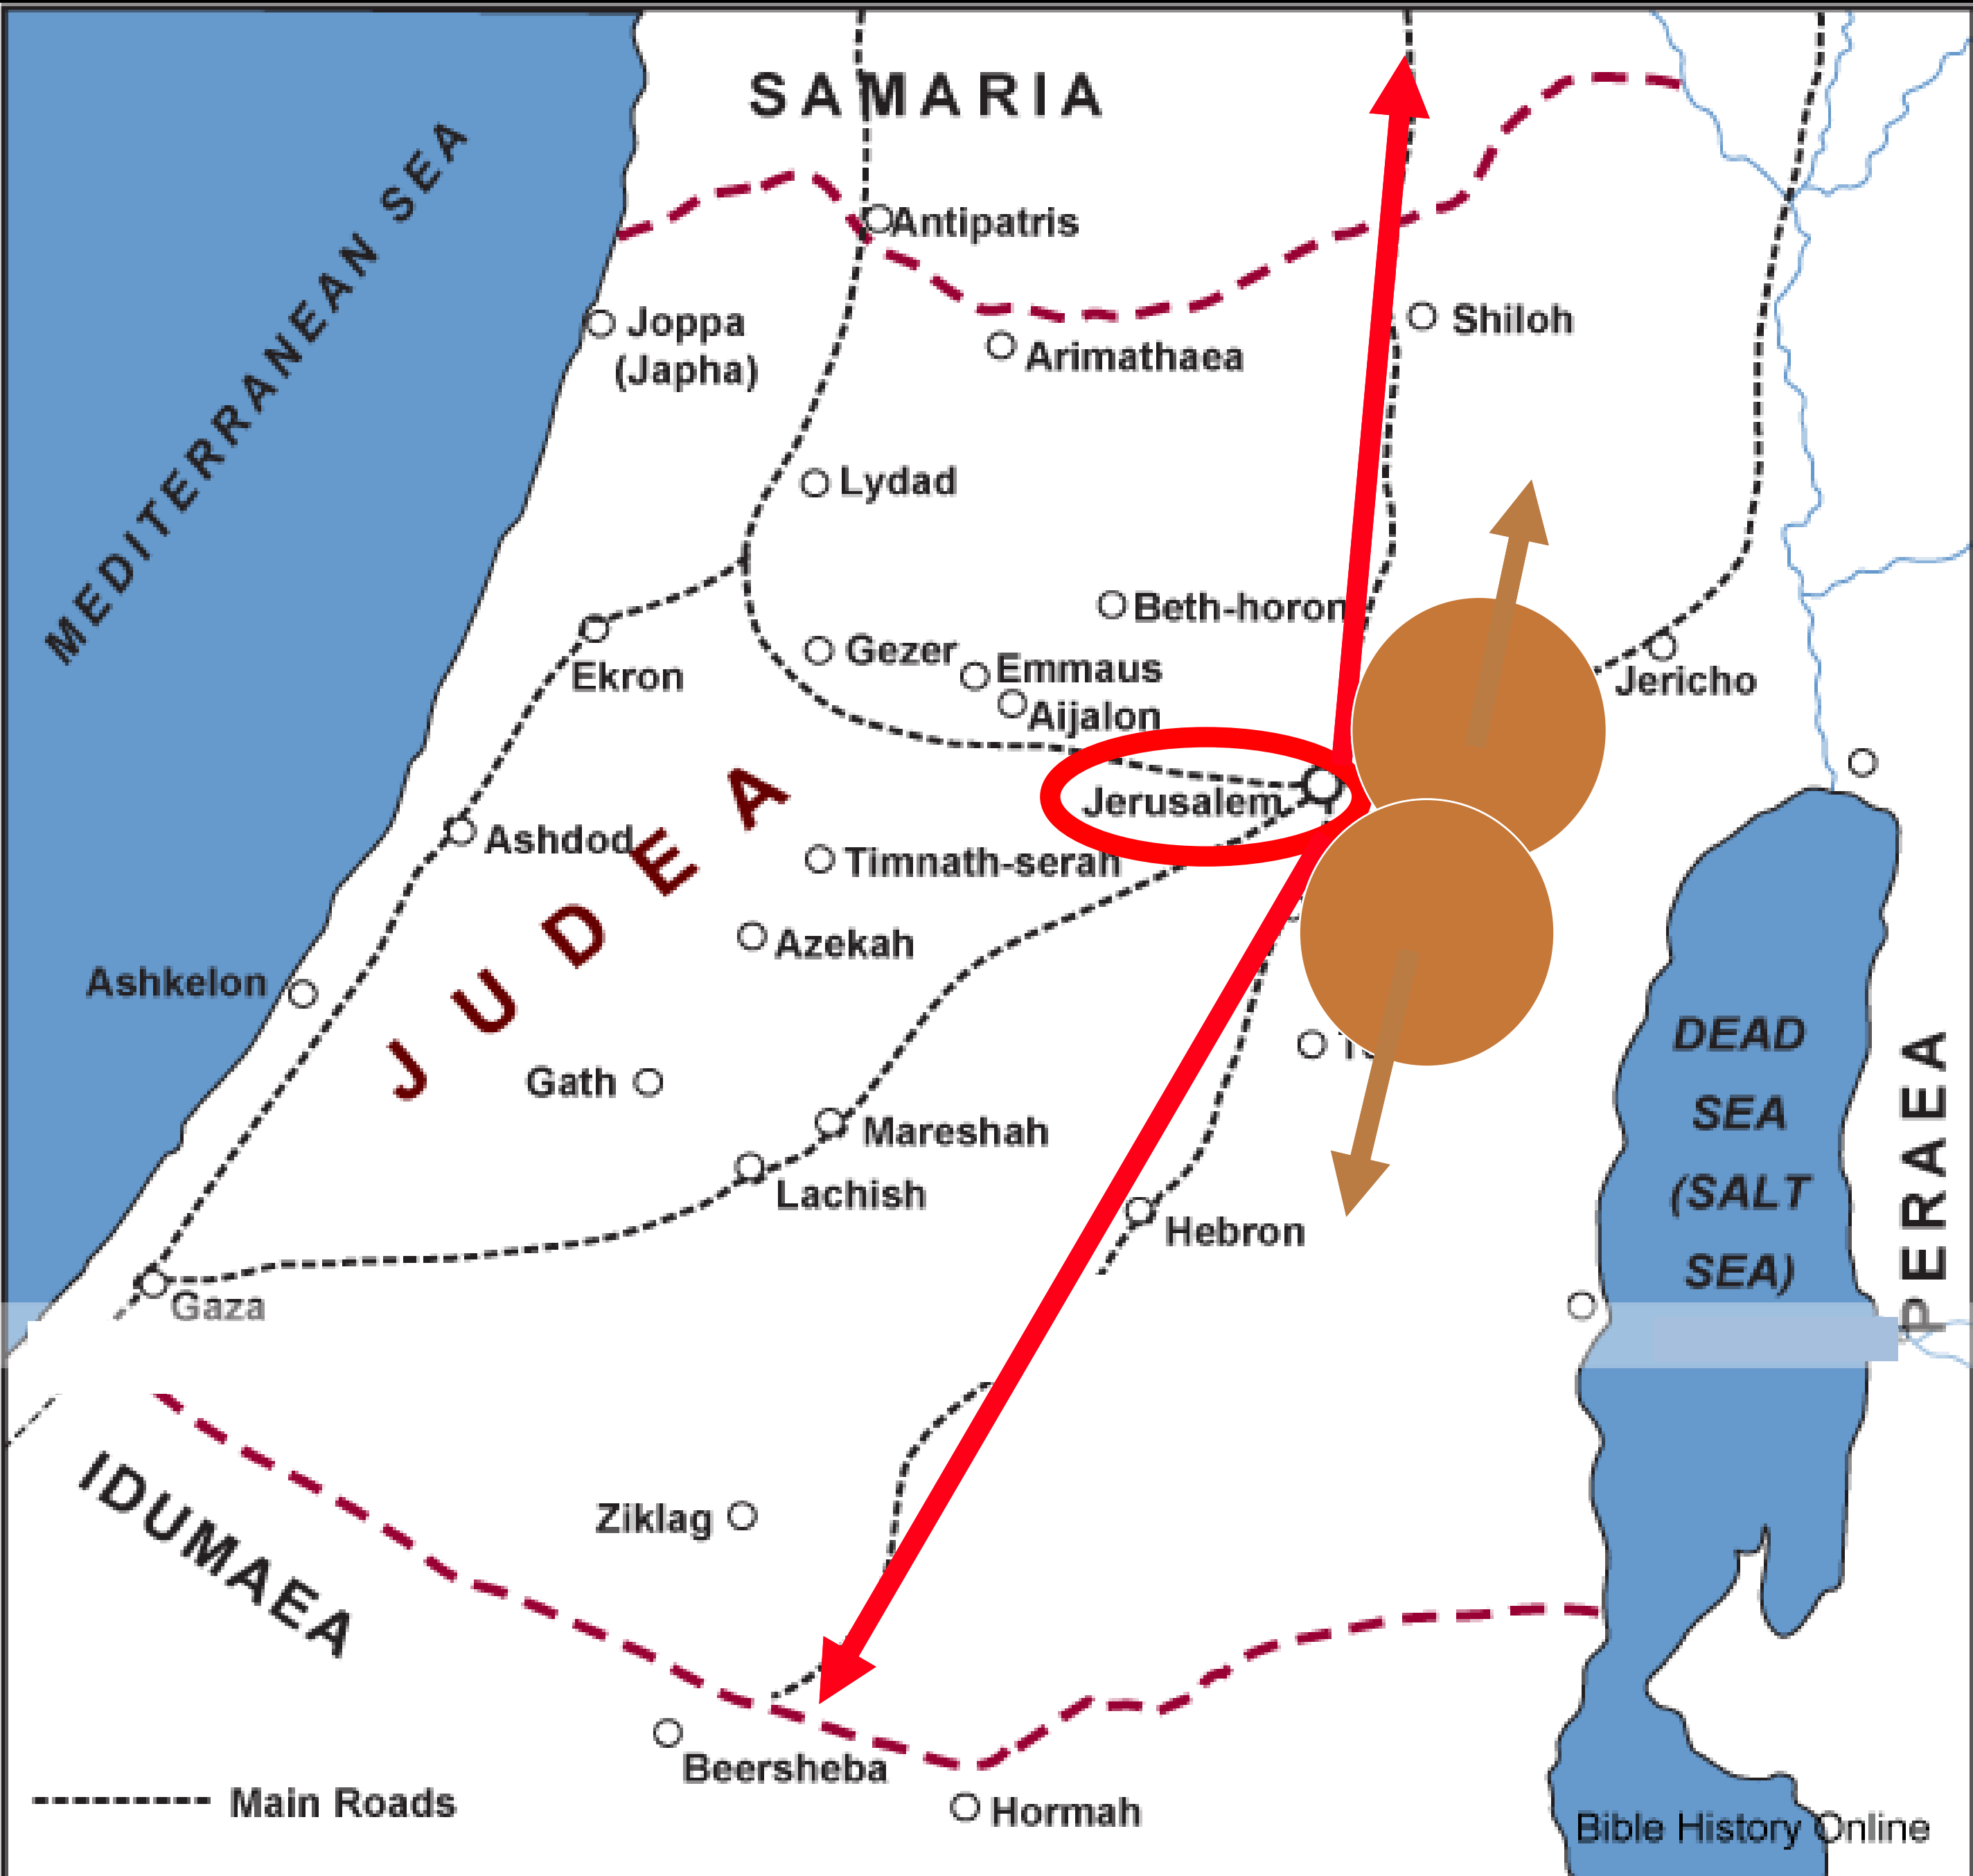 SAMARIA
MEDITERRANEAN SEA
Antipatris
Joppa
(Japha)
Shiloh
Arimathaea
Lydad
Beth-horon
Gezer
Emmaus
Ekron
Jericho
Aijalon
Jerusalem
JUDEA
Ashdod
Timnath-serah
Azekah
Ashkelon
DEAD
SEA
(SALT
SEA)
PERAEA
Gath
Mareshah
Lachish
Hebron
Gaza
IDUMAEA
Ziklag
Beersheba
Main Roads
Hormah
Bible History Online